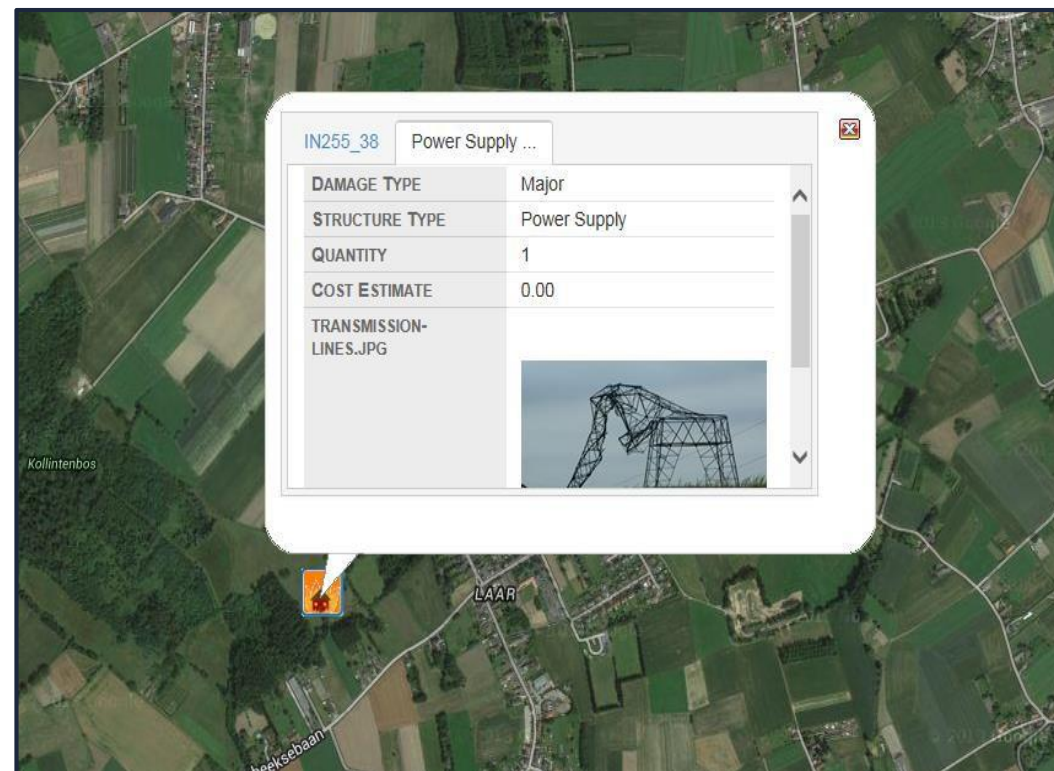 IN255_38 Power Supply ...
DAMAGE TYPE Major
STRUCTURE TYPE Power Supply
QUANTITY 1
COST ESTIMATE 0.00
TRANSMISSION-
LINES.JPG
Kollintenbos
LAAR
heeksebaan